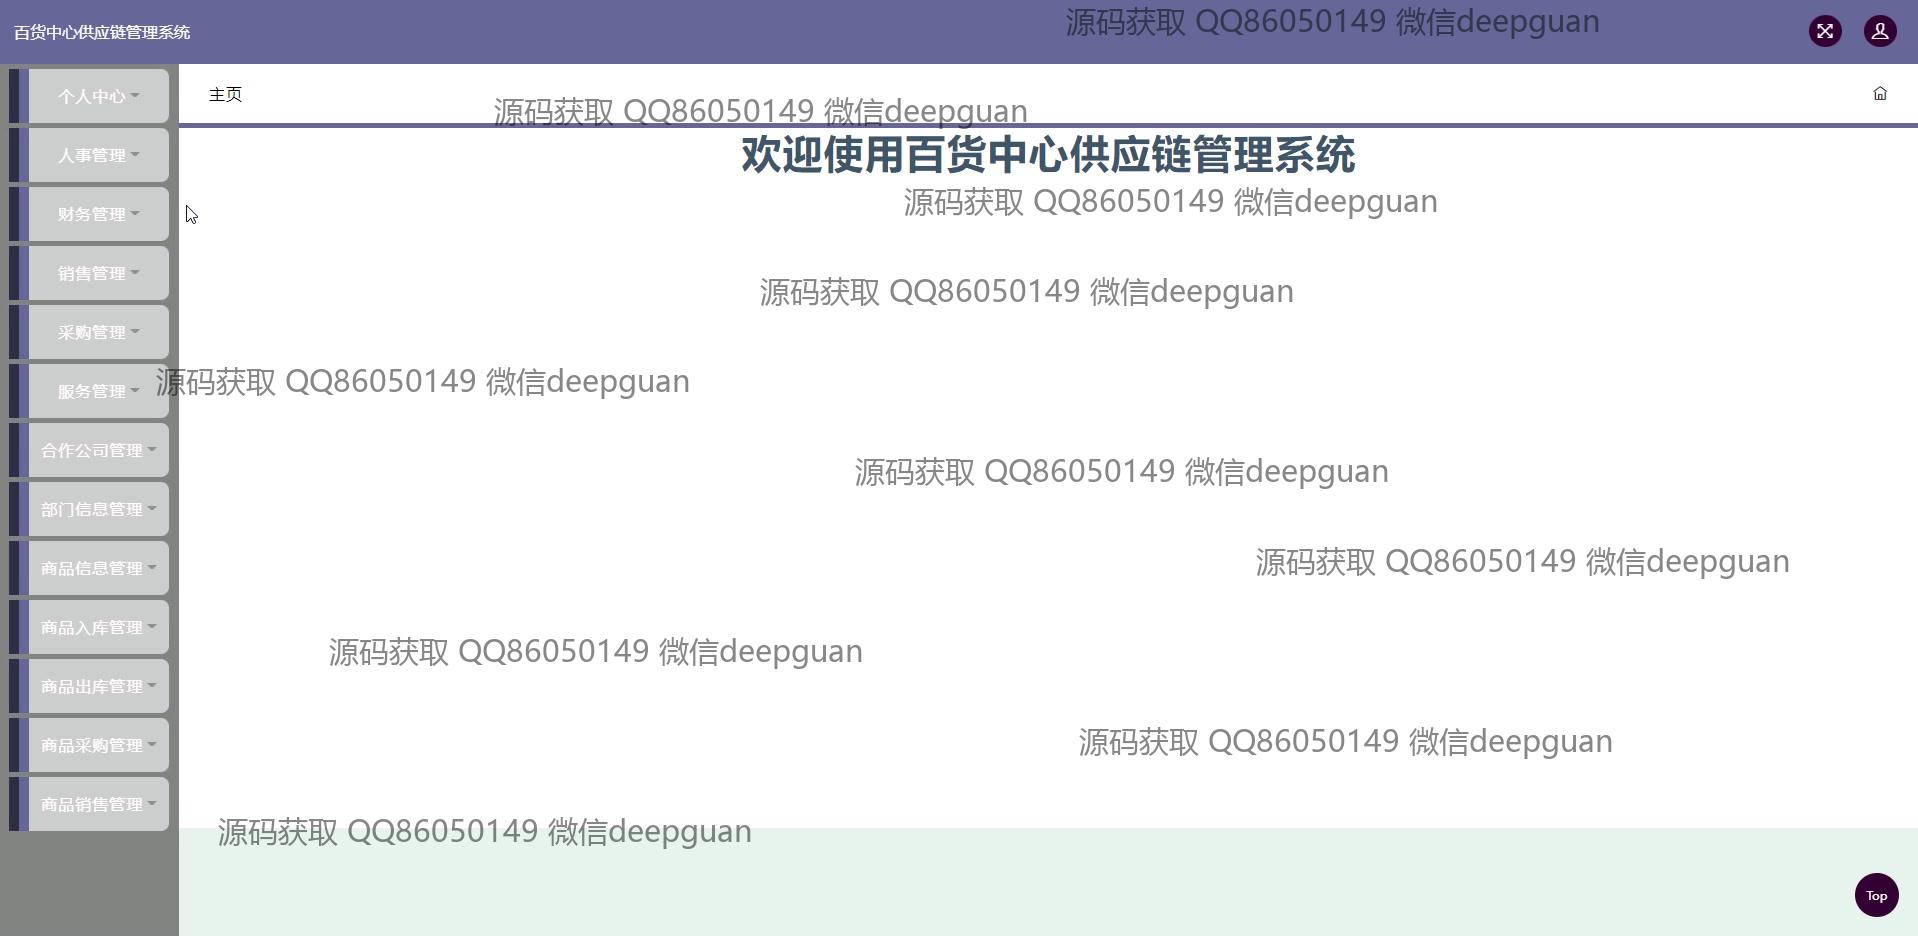 百货中心供应链管理系统
源码获取 QQ86050149 微信deepguan
个人中心
主页
源码获取 QQ86050149 微信deepguan
欢迎使用百货中心供应链管理系统
人事管理
源码获取 QQ86050149 微信deepguan
财务管理
销售管理
源码获取 QQ86050149 微信deepguan
采购管理
服务管理
源码获取 QQ86050149 微信deepguan
合作公司管理
源码获取 QQ86050149 微信deepguan
部门信息管理
商品信息管理
源码获取 QQ86050149 微信deepguan
商品入库管理
源码获取 QQ86050149 微信deepguan
商品出库管理
商品采购管理
源码获取 QQ86050149 微信deepguan
商品销售管理
源码获取 QQ86050149 微信deepguan
Top